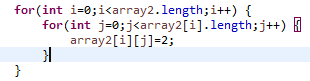 for(int i=0;i<array2.length;i++) {
    for(int j=0;j<array2[i].length;j++) {
        array2[i][j]=2;
    }
}